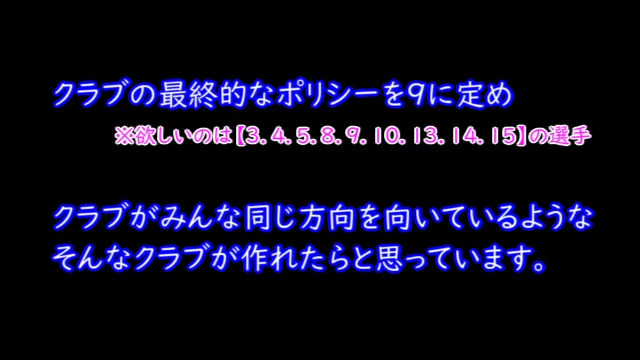 クラブの最終的なポリシーを9に定め
※欲しいのは【3.4.5.8.9.10.13.14.15】の選手
クラブがみんな同じ方向を向いているような
そんなクラブが作れたらと思っています。